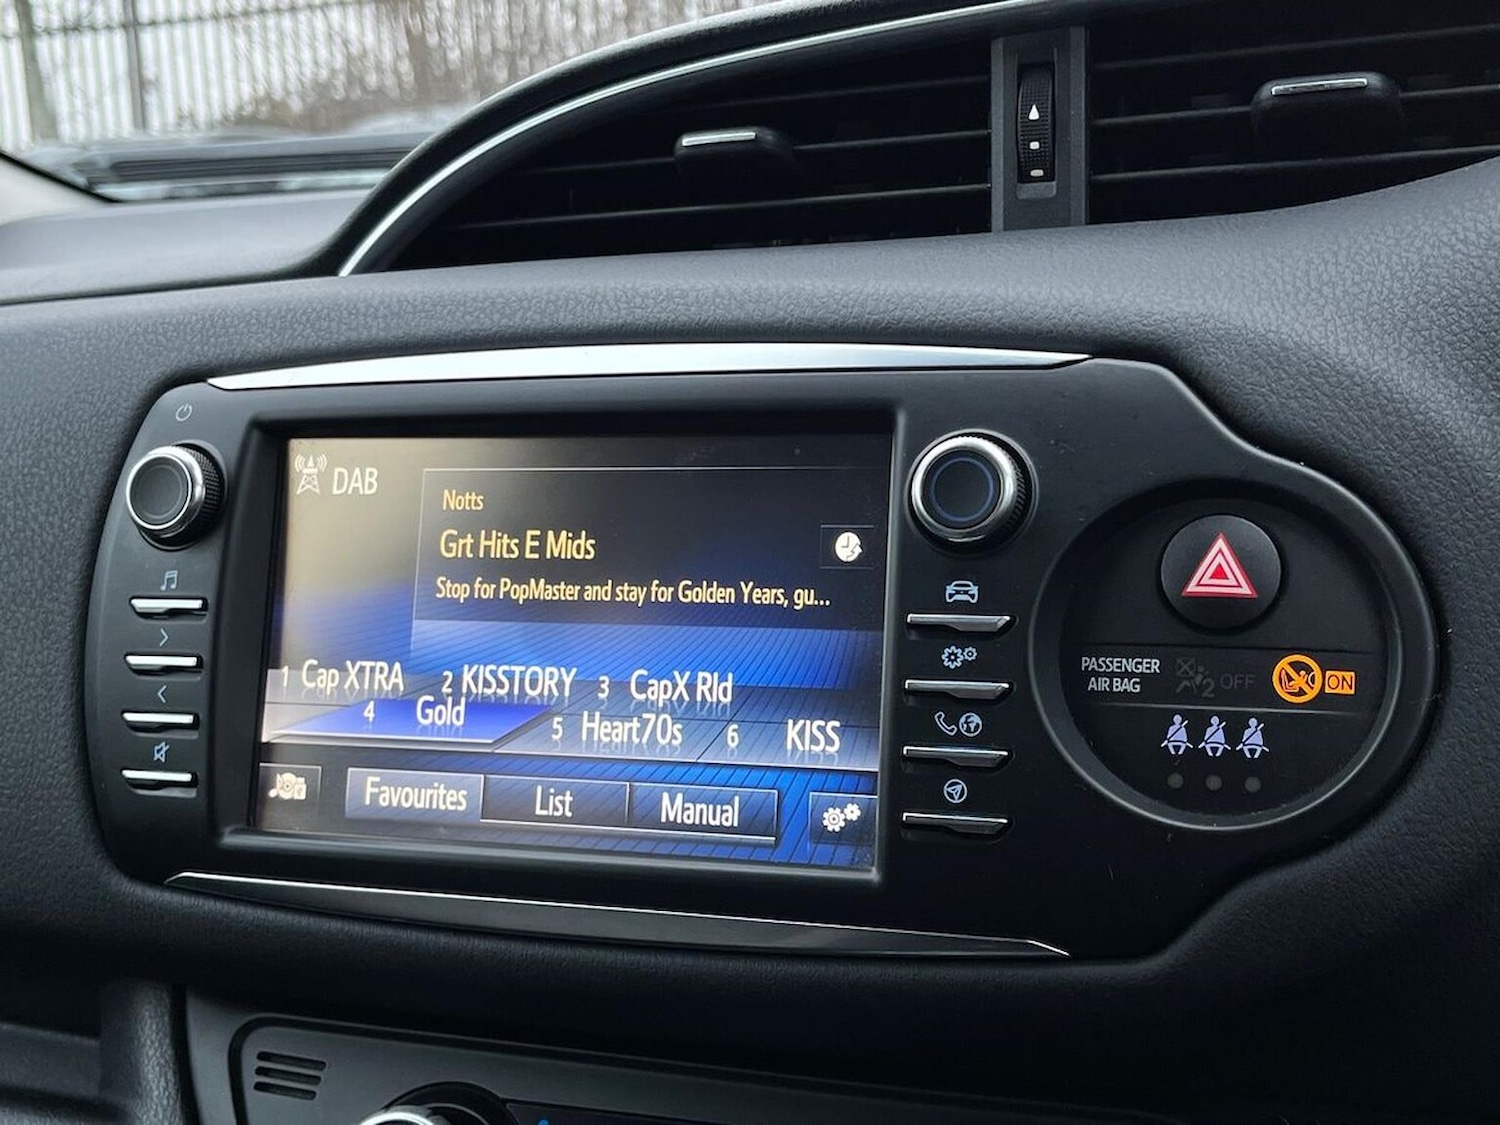 DAB
Notts
Grt Hits E Mids
Stop for PopMaster and stay for Golden Years, gu...
1 Cap XTRA 2 KISSTORY 3 CapX Rld
4 Gold 5 Heart70s 6 KISS
Favourites List Manual
PASSENGER
AIR BAG
2 OFF
ON